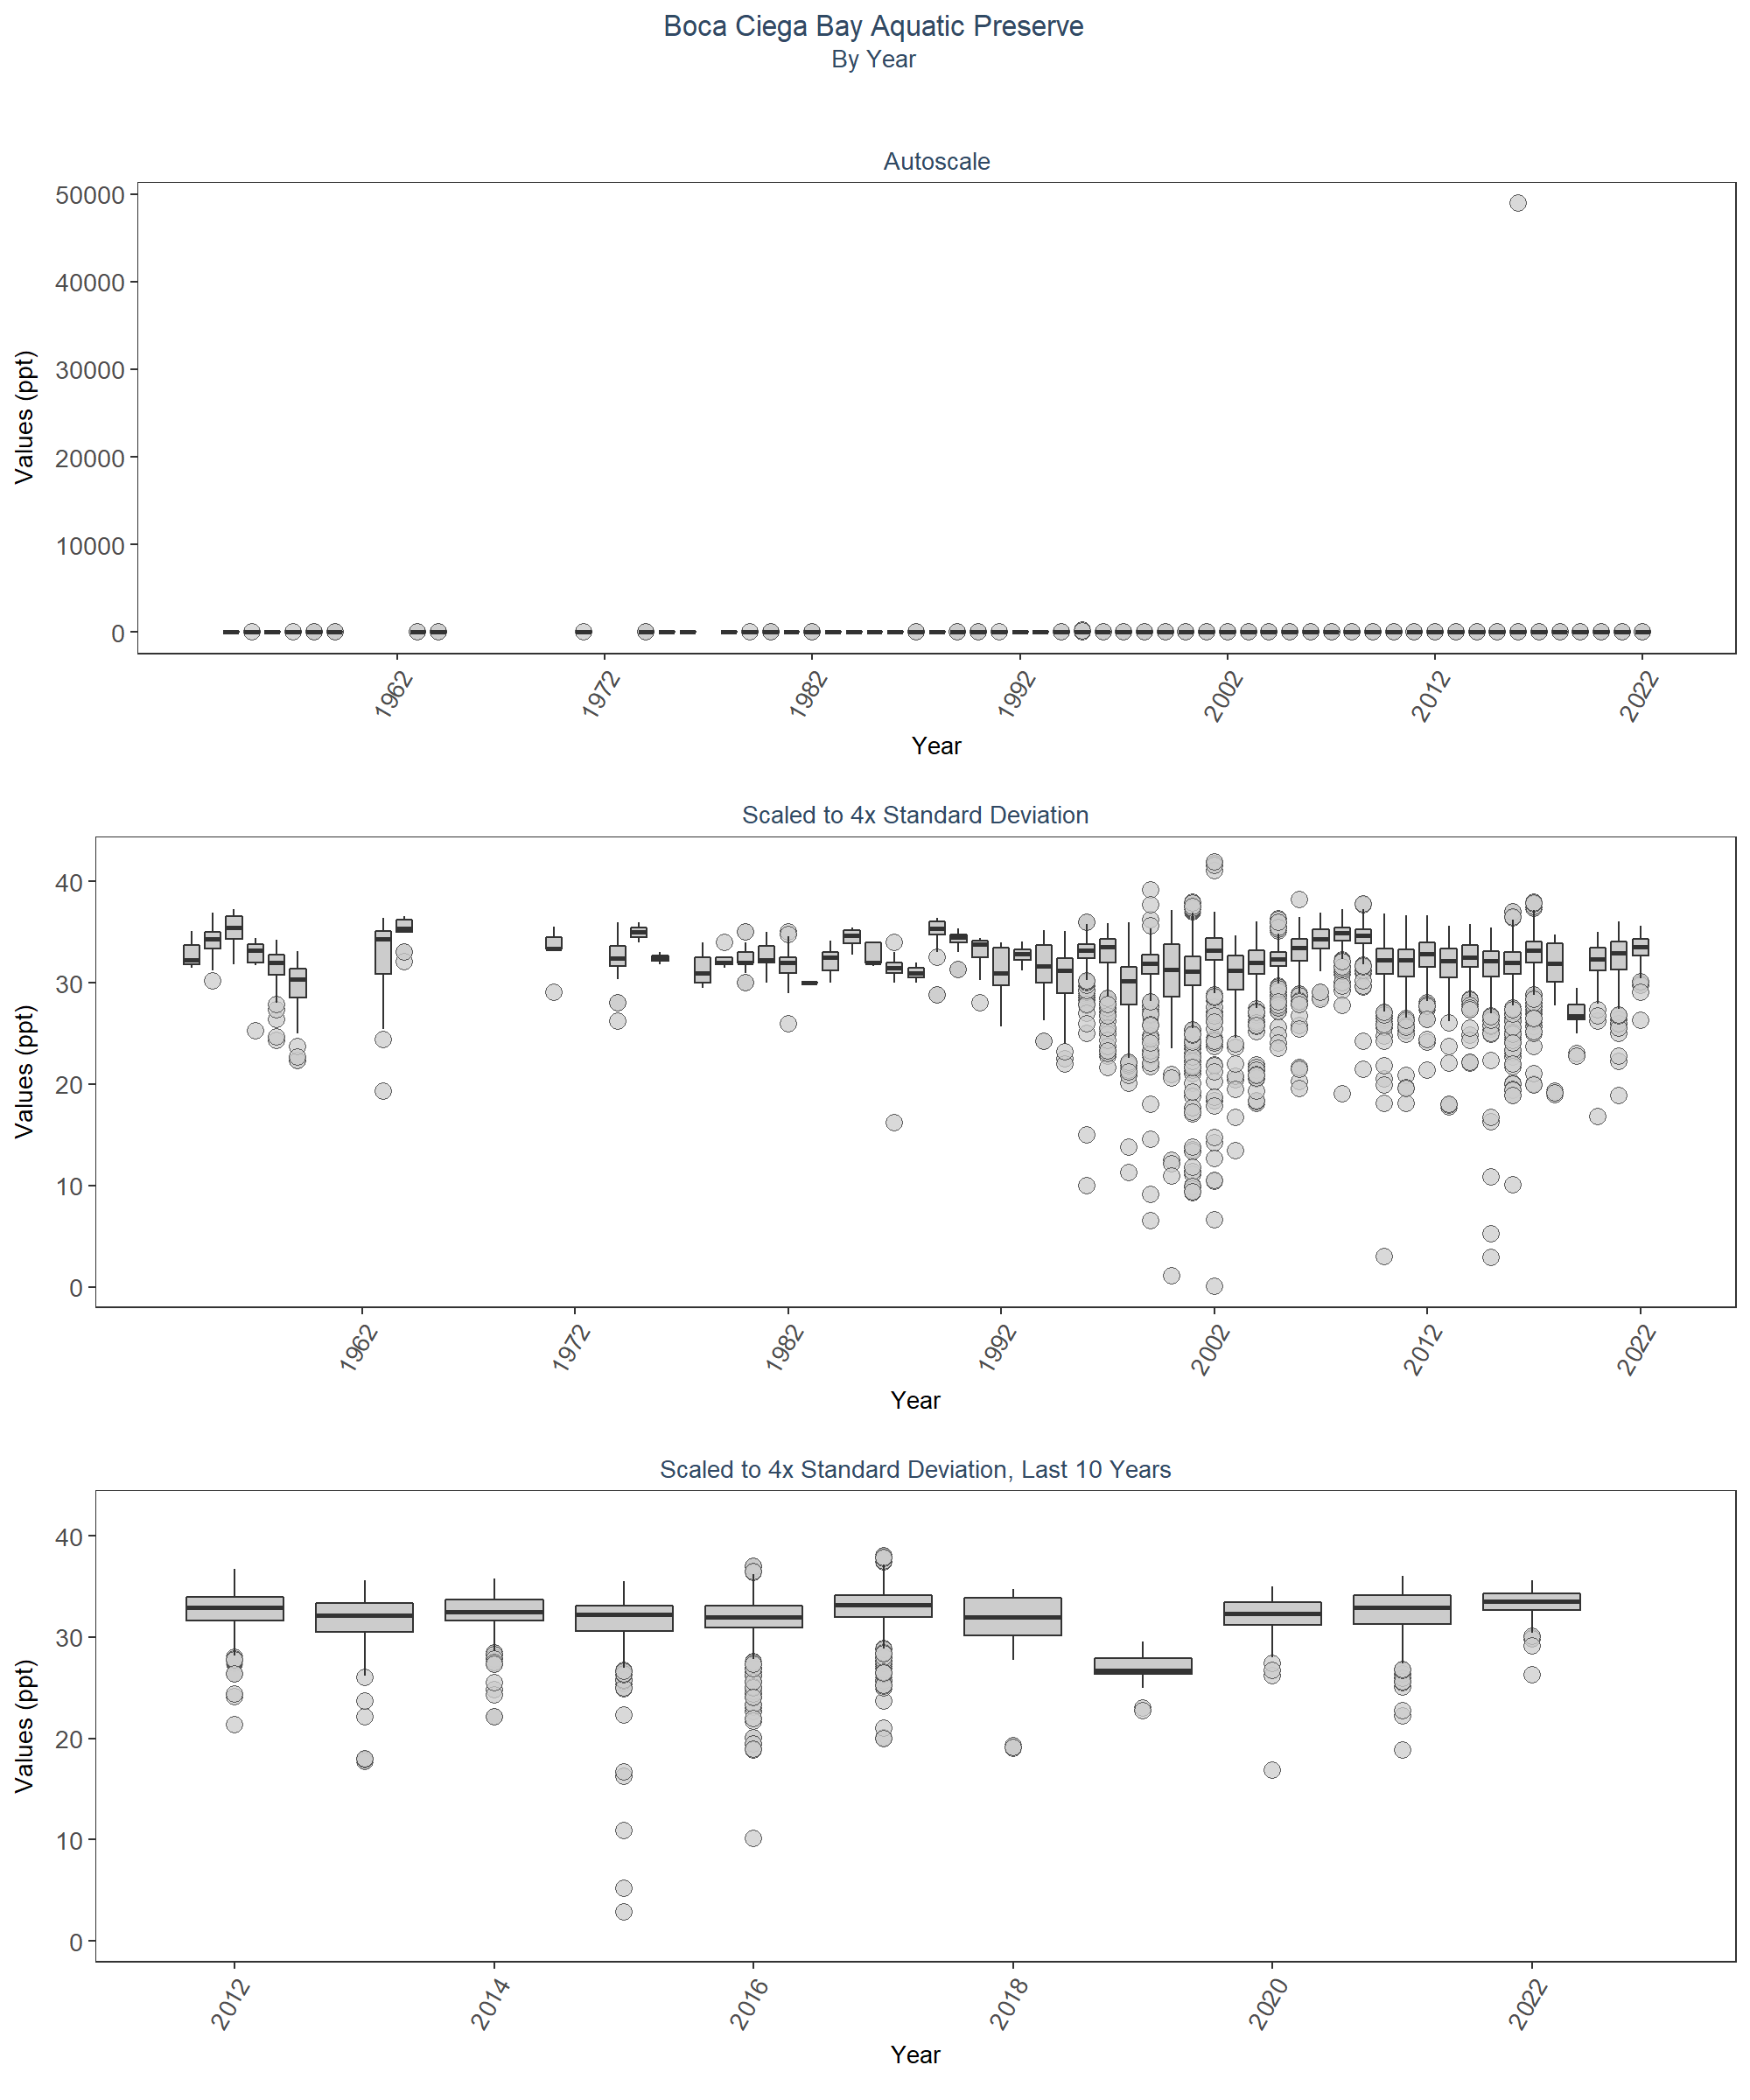 Boca Ciega Bay Aquatic Preserve
By Year
Autoscale
Values (ppt)
50000
40000
30000
20000
10000
0
1962 1972 1982 1992 2002 2012 2022
Year
Scaled to 4x Standard Deviation
Values (ppt)
40
30
20
10
0
1962 1972 1982 1992 2002 2012 2022
Year
Scaled to 4x Standard Deviation, Last 10 Years
Values (ppt)
40
30
20
10
0
2012 2014 2016 2018 2020 2022
Year